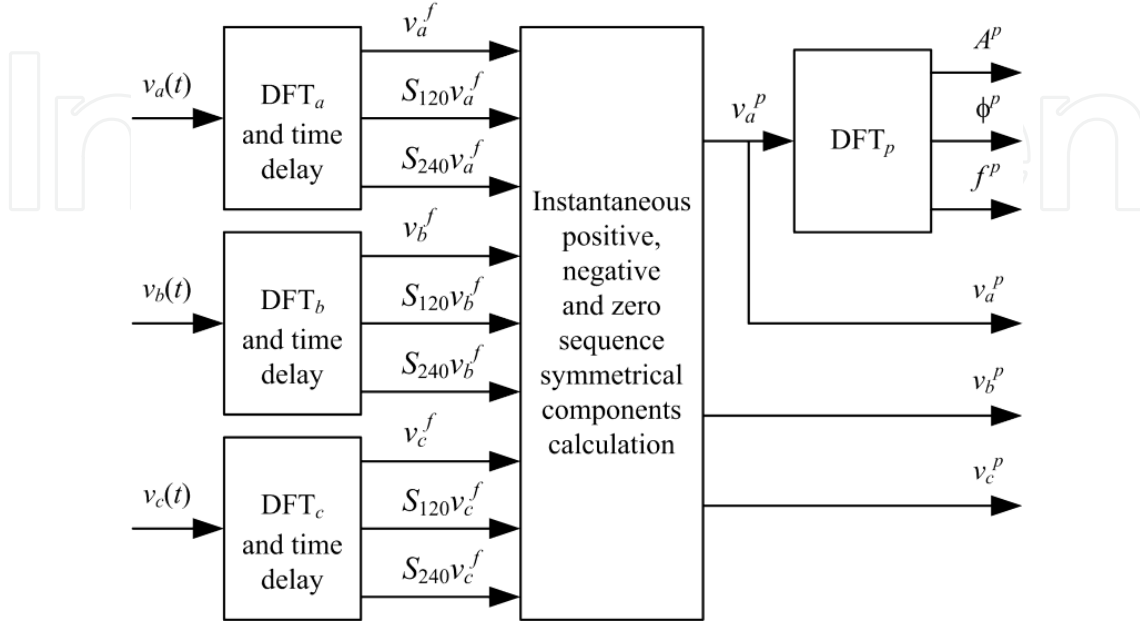 v_a(t)
DFT_a
and time
delay
v_a^f
S_120 v_a^f
S_240 v_a^f
v_b(t)
DFT_b
and time
delay
v_b^f
S_120 v_b^f
S_240 v_b^f
v_c(t)
DFT_c
and time
delay
v_c^f
S_120 v_c^f
S_240 v_c^f
Instantaneous
positive,
negative
and zero
sequence
symmetrical
components
calculation
v_a^p
DFT_p
A^p
ϕ^p
f^p
v_a^p
v_b^p
v_c^p